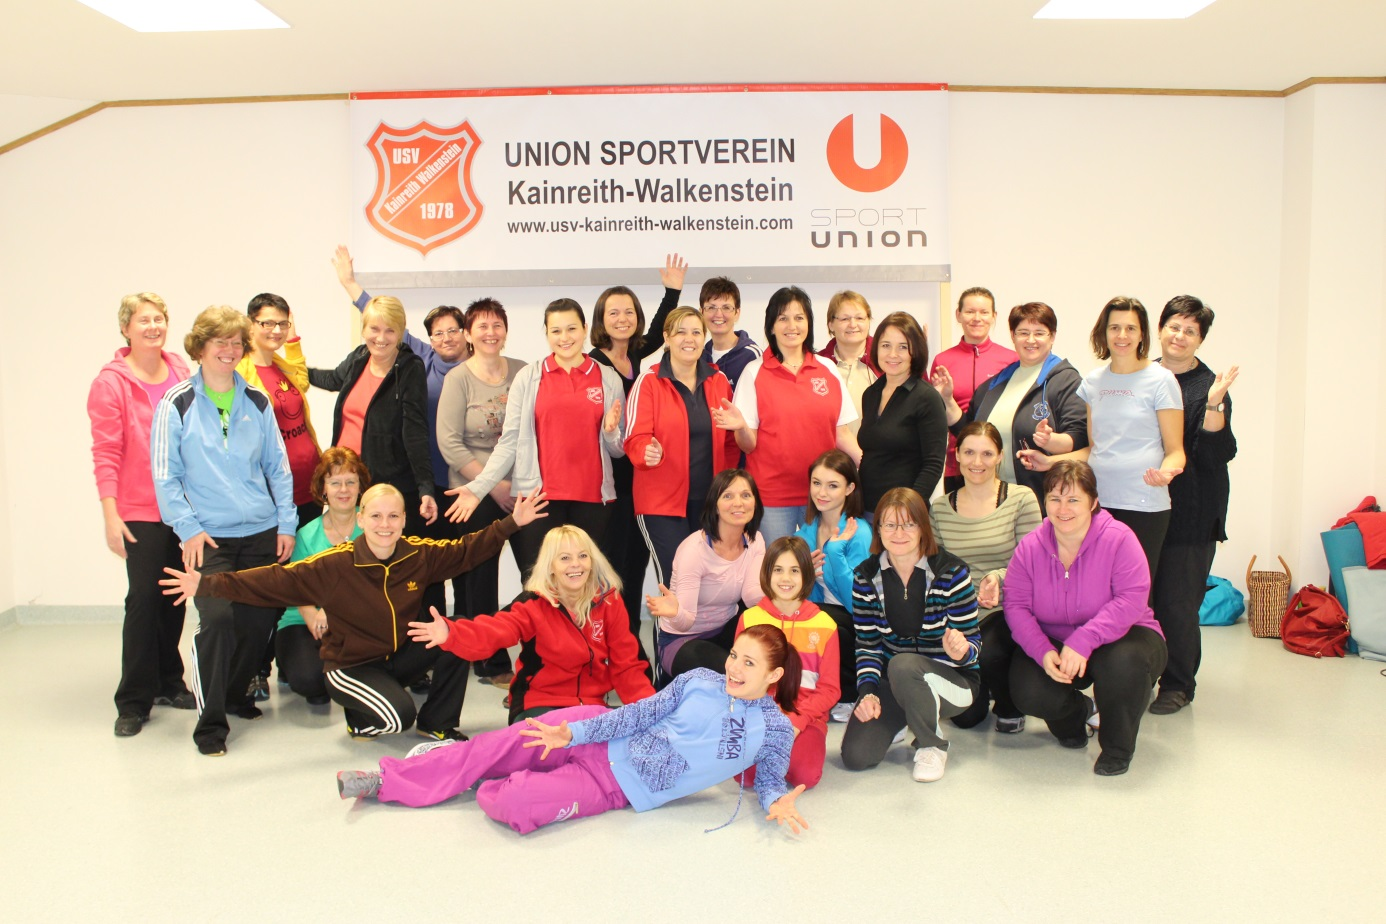 USV
Kainreith Walkenstein
1978
UNION SPORTVEREIN
Kainreith-Walkenstein
www.usv-kainreith-walkenstein.com
SPORT
UNION
ZUMBA